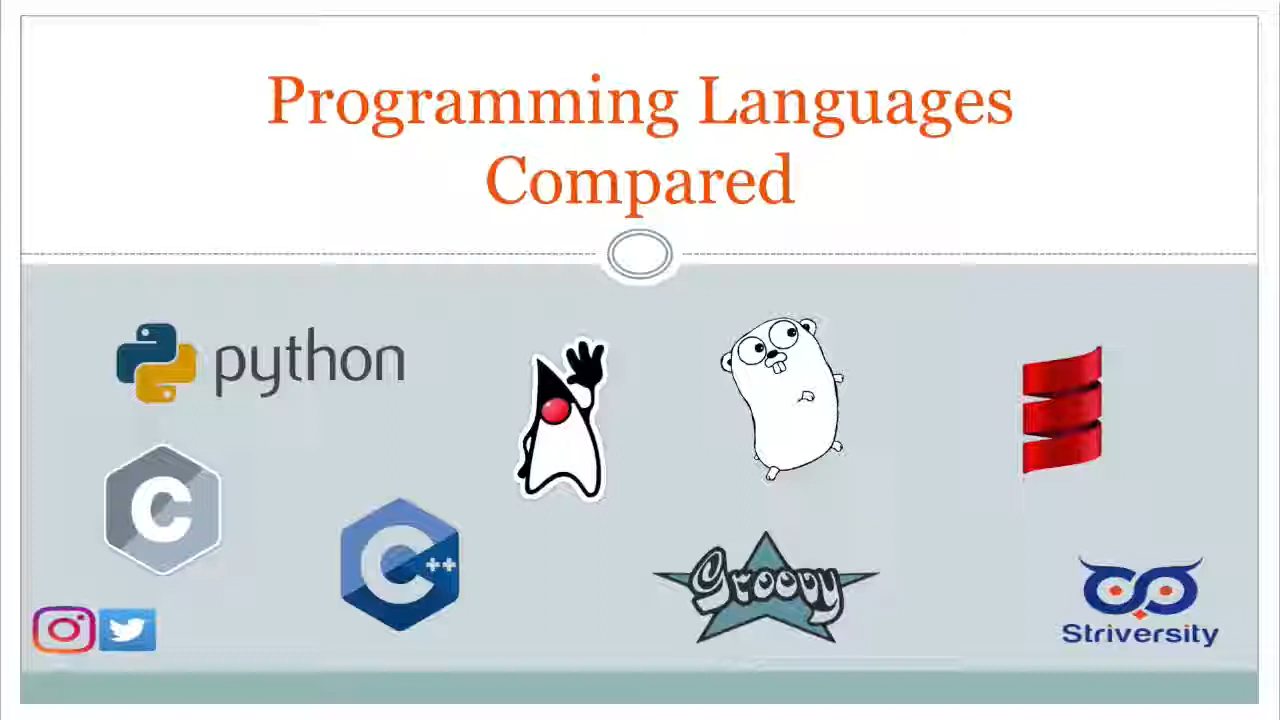 Programming Languages
Compared
python
C
C++
Groovy
Striversity